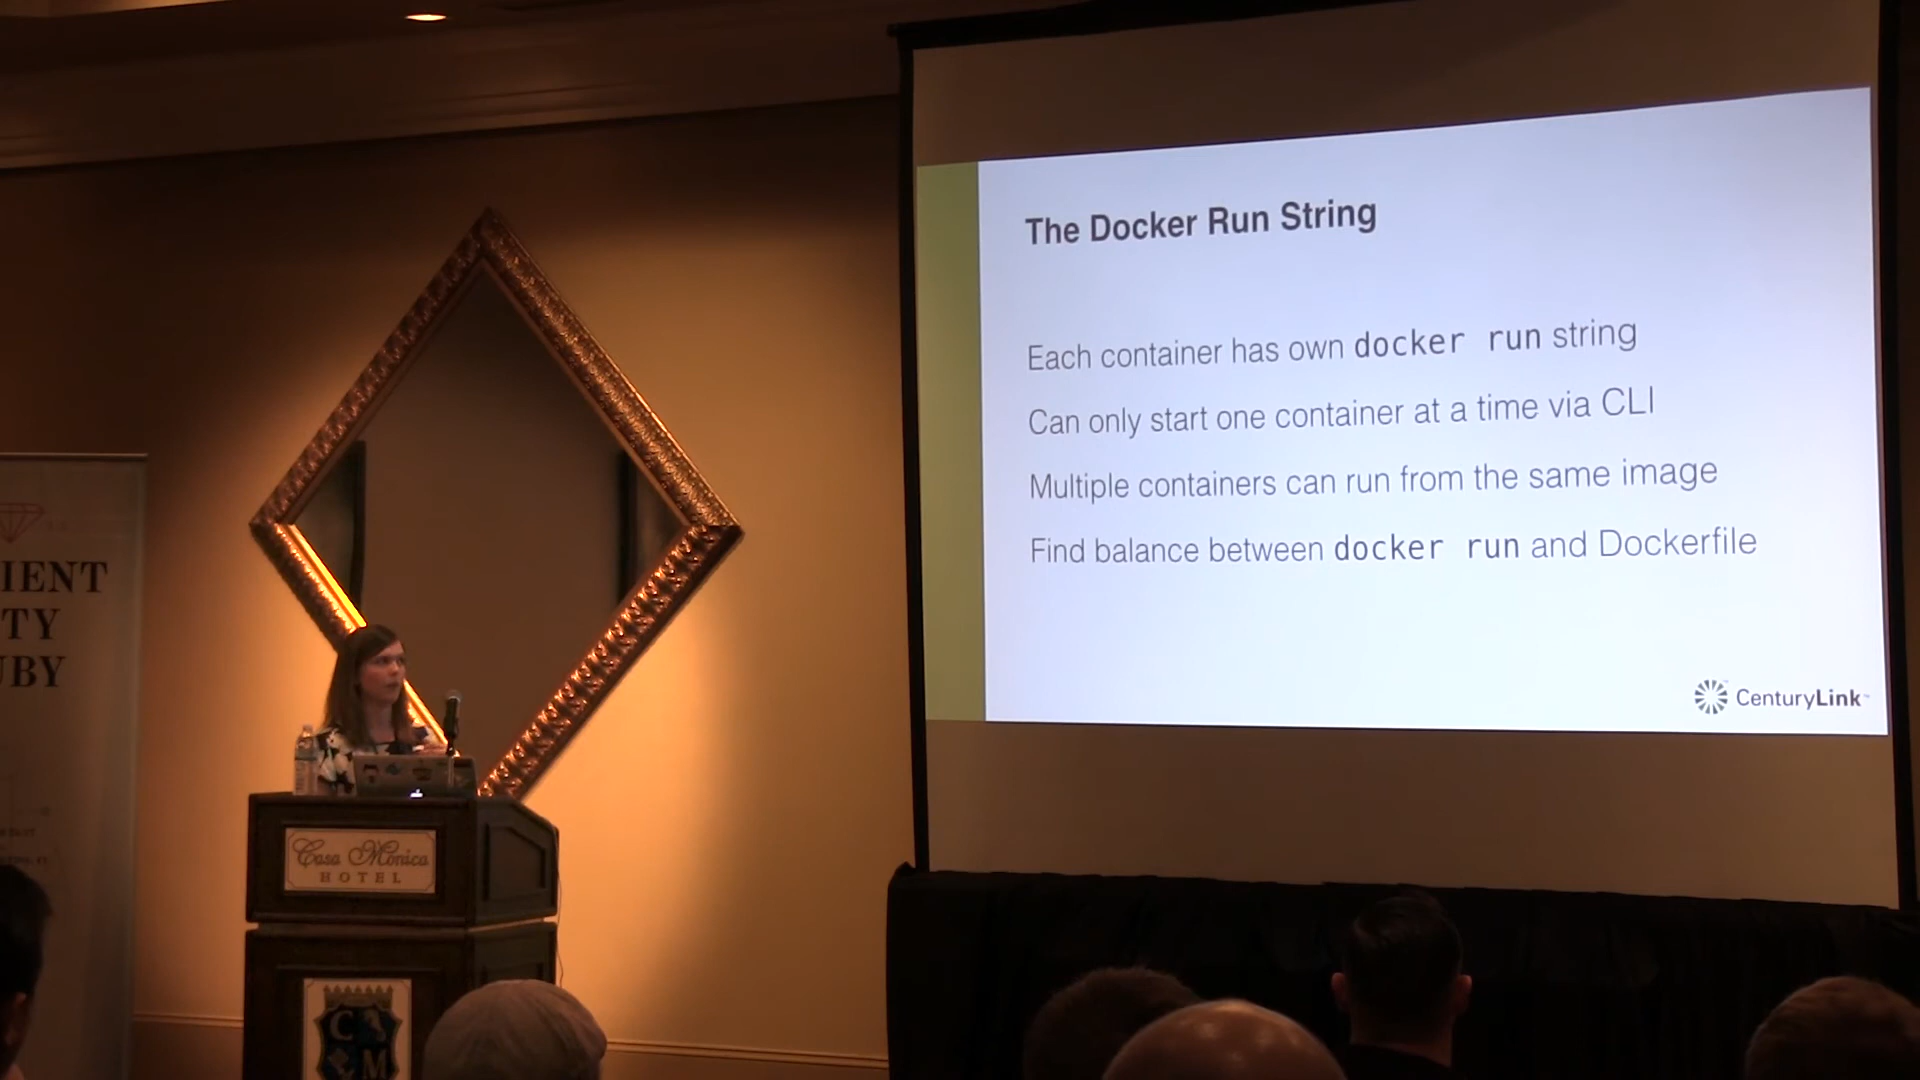 The Docker Run String
Each container has own docker run string
Can only start one container at a time via CLI
Multiple containers can run from the same image
Find balance between docker run and Dockerfile
CenturyLink
IENT
TY
UBY
Casa Monica
HOTEL
C
M